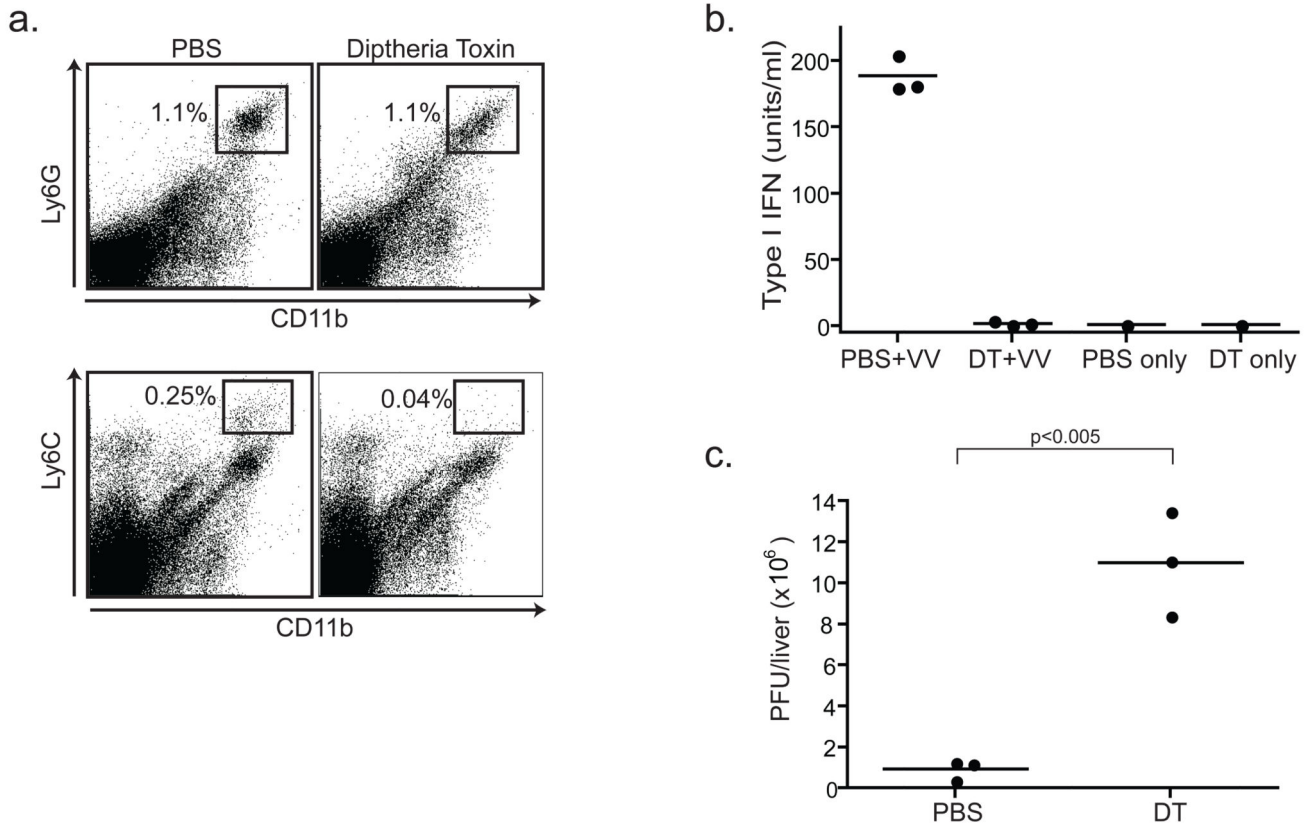 a.
PBS
Diptheria Toxin
1.1%
1.1%
Ly6G
CD11b
0.25%
0.04%
Ly6C
CD11b
b.
Type I IFN (units/ml)
200
150
100
50
0
PBS+VV
DT+VV
PBS only
DT only
c.
p<0.005
PFU/liver (x10⁶ )
14
12
10
8
6
4
2
0
PBS
DT